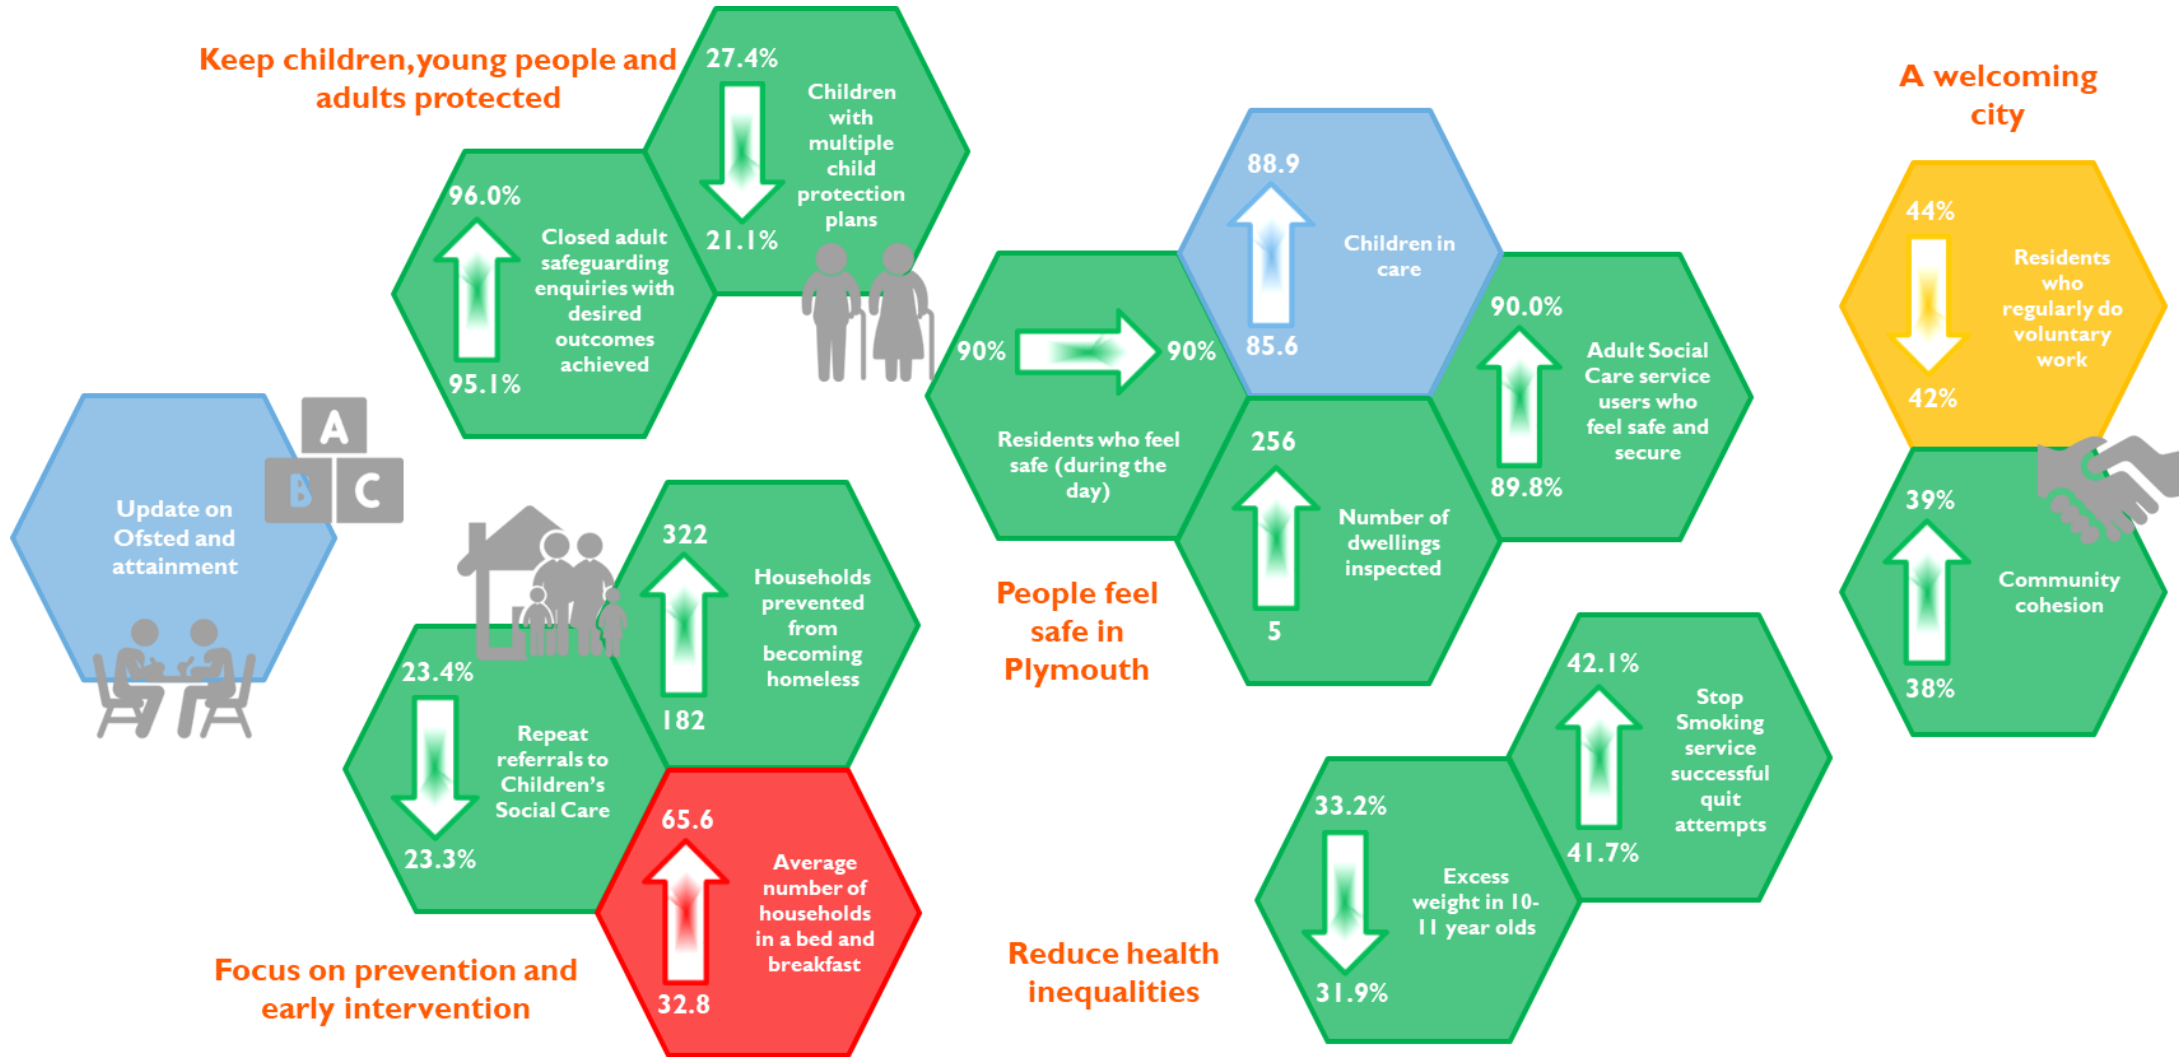 Keep children, young people and
adults protected
27.4%
Children
with
multiple
child
protection
plans
21.1%
96.0%
Closed adult
safeguarding
enquiries with
desired
outcomes
achieved
95.1%
A
B
C
Update on
Ofsted and
attainment
322
Households
prevented
from
becoming
homeless
182
23.4%
Repeat
referrals to
Children's
Social Care
23.3%
65.6
Average
number of
households
in a bed and
breakfast
32.8
Focus on prevention and
early intervention
88.9
Children in
care
85.6
90%
90%
Residents who feel
safe (during the
day)
90.0%
Adult Social
Care service
users who
feel safe and
secure
89.8%
256
Number of
dwellings
inspected
5
People feel
safe in
Plymouth
42.1%
Stop
Smoking
service
successful
quit
attempts
41.7%
33.2%
Excess
weight in 10-
11 year olds
31.9%
Reduce health
inequalities
A welcoming
city
44%
Residents
who
regularly do
voluntary
work
42%
39%
Community
cohesion
38%